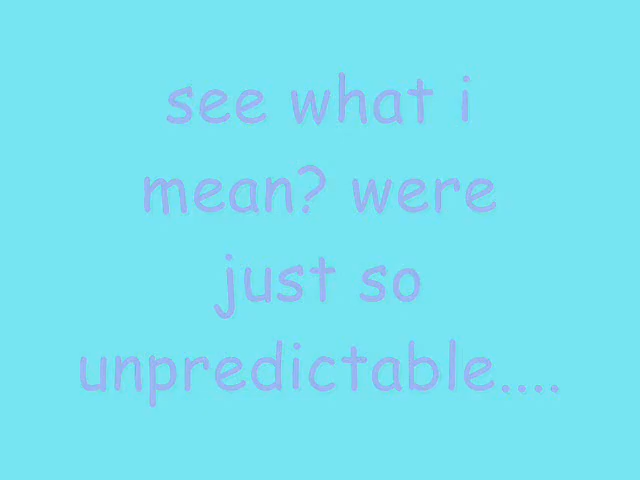 see what i
mean? were
just so
unpredictable....